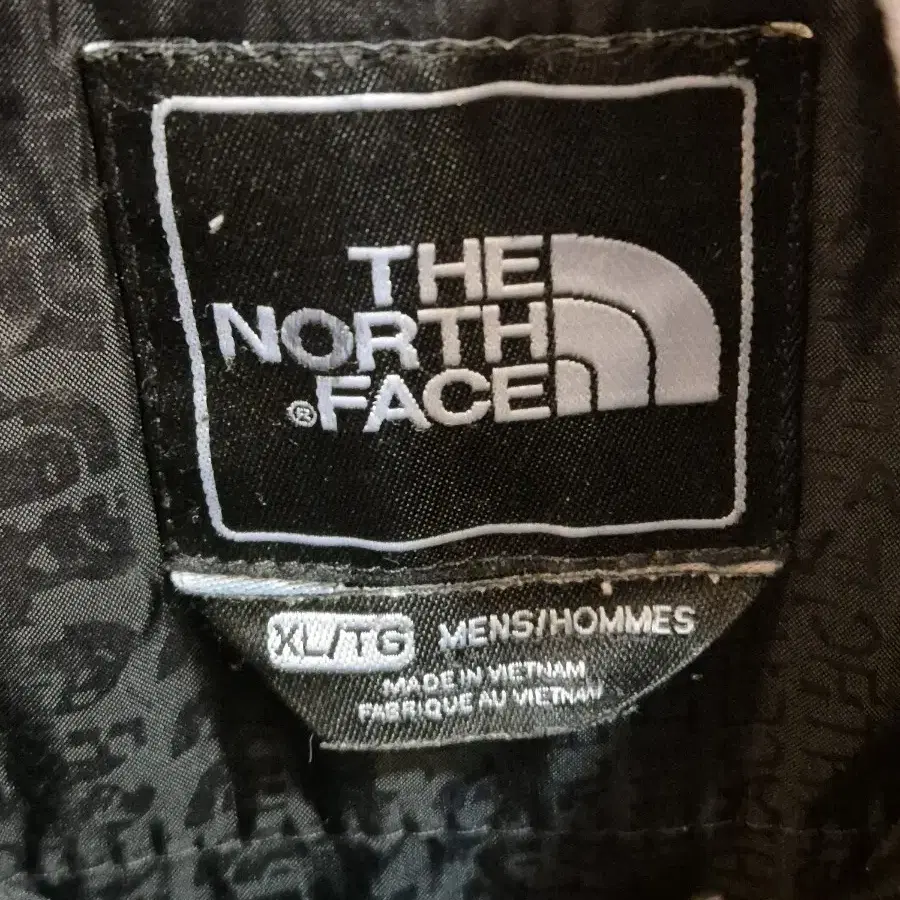 THE
NORTH
®FACE
XL/TG MENS/HOMMES
MADE IN VIETNAM
FABRIQUE AU VIETNAM